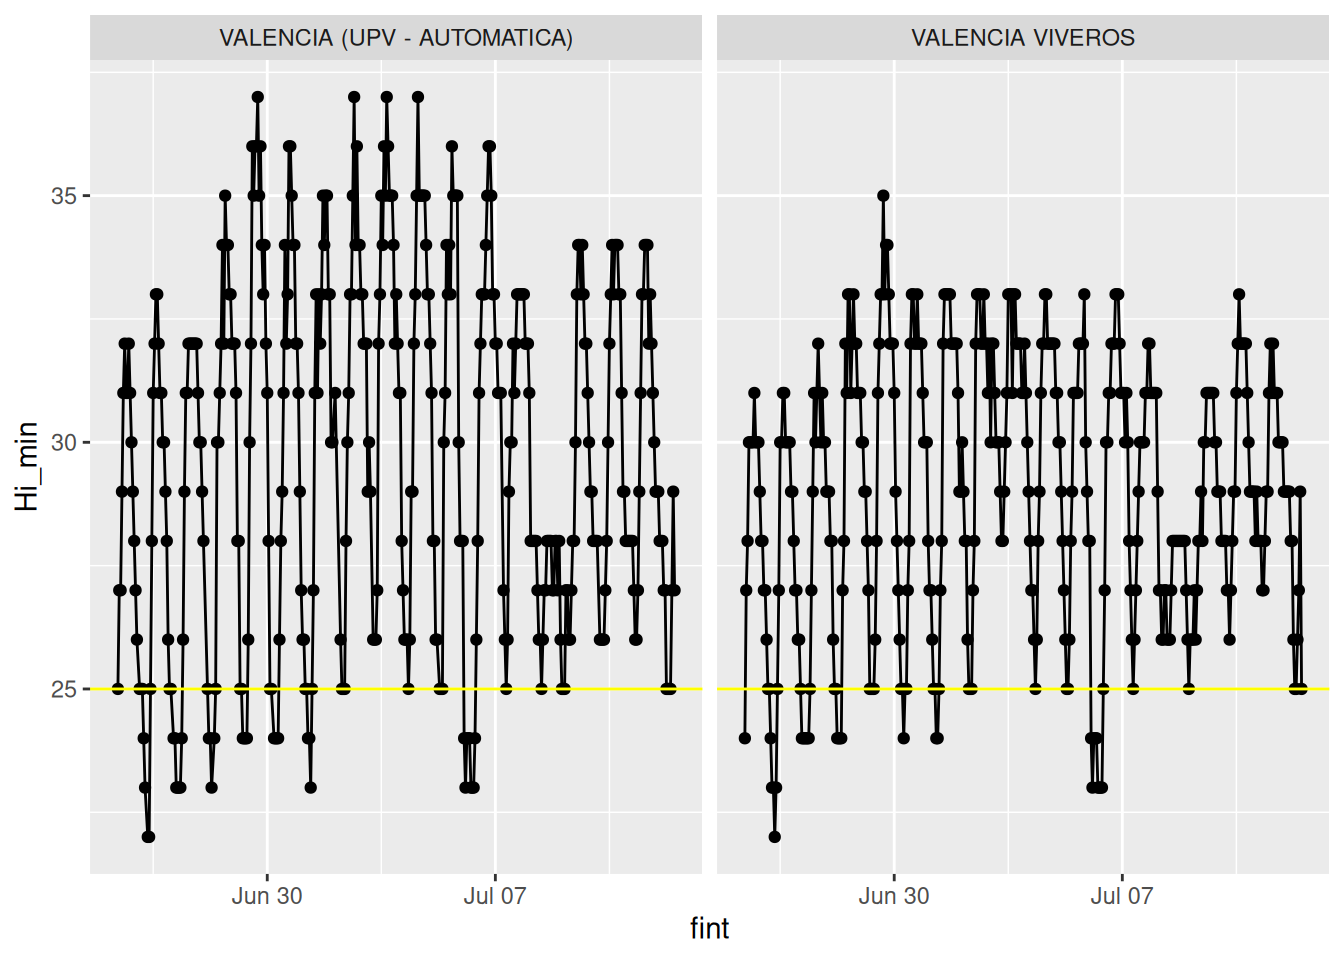 VALENCIA (UPV - AUTOMATICA)
VALENCIA VIVEROS
35
30
25
Hi_min
Jun 30
Jul 07
Jun 30
Jul 07
fint